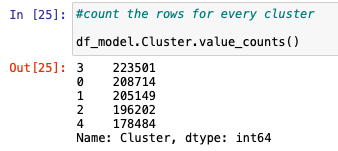 In [25]: #count the rows for every cluster
df_model.Cluster.value_counts()
Out[25]: 3    223501
0    208714
1    205149
2    196202
4    178484
Name: Cluster, dtype: int64